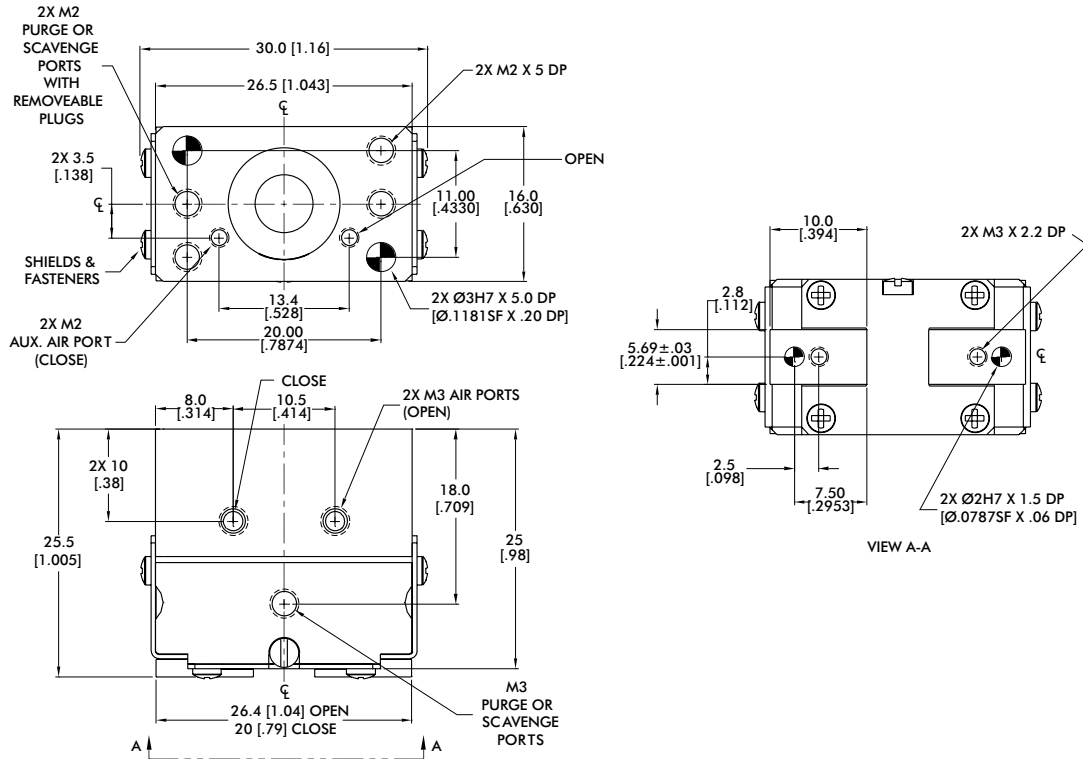 2X M2
PURGE OR
SCAVENGE
PORTS
WITH
REMOVEABLE
PLUGS
30.0 [1.16]
26.5 [1.043]
℄
2X M2 X 5 DP
OPEN
2X 3.5
[.138]
℄
11.00
[.4330]
16.0
[.630]
SHIELDS &
FASTENERS
13.4
[.528]
20.00
[.7874]
2X Ø3H7 X 5.0 DP
[Ø.1181SF X .20 DP]
2X M2
AUX. AIR PORT
(CLOSE)
10.0
[.394]
2X M3 X 2.2 DP
2.8
[.112]
5.69±.03
[.224±.001]
℄
2.5
[.098]
7.50
[.2953]
2X Ø2H7 X 1.5 DP
[Ø.0787SF X .06 DP]
VIEW A-A
CLOSE
8.0
[.314]
10.5
[.414]
2X M3 AIR PORTS
(OPEN)
2X 10
[.38]
18.0
[.709]
25.5
[1.005]
25
[.98]
℄
26.4 [1.04] OPEN
20 [.79] CLOSE
M3
PURGE OR
SCAVENGE
PORTS
A A